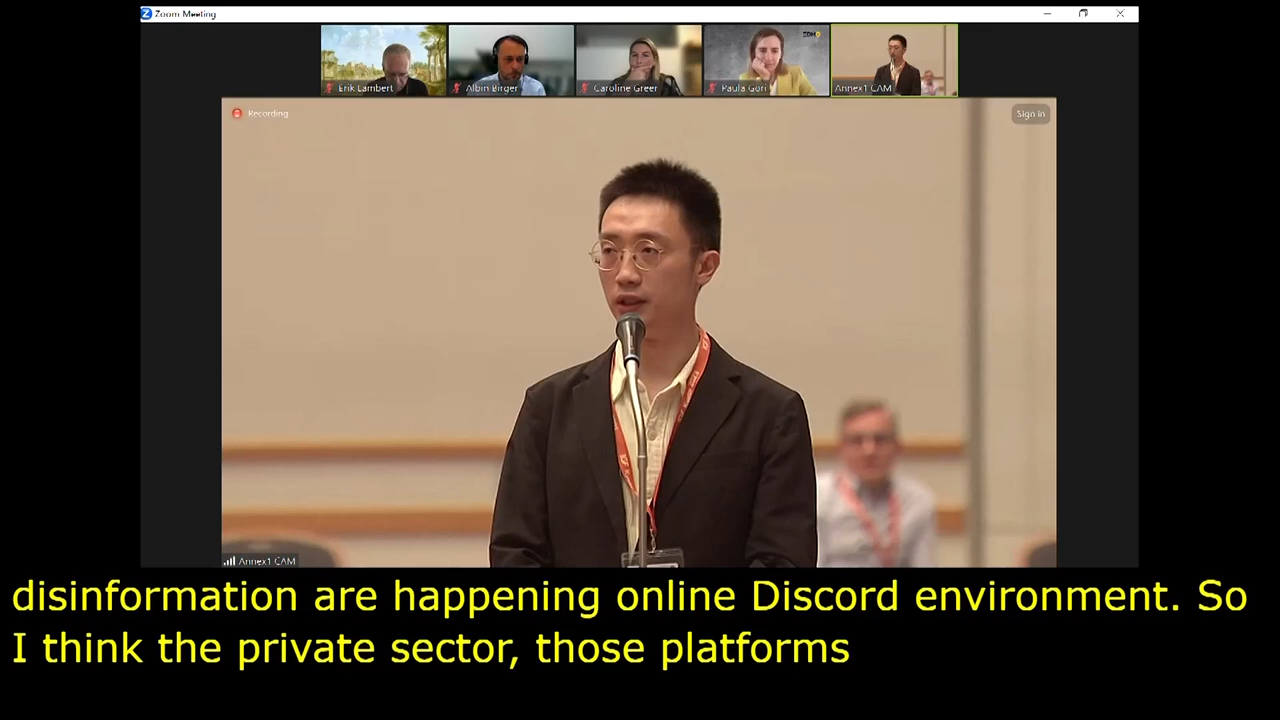 Zoom Meeting
Erik Lambert
Albin Birger
Caroline Greer
Paula Gori
Annex1 CAM
Recording
Sign in
Annex1 CAM
disinformation are happening online Discord environment. So
I think the private sector, those platforms